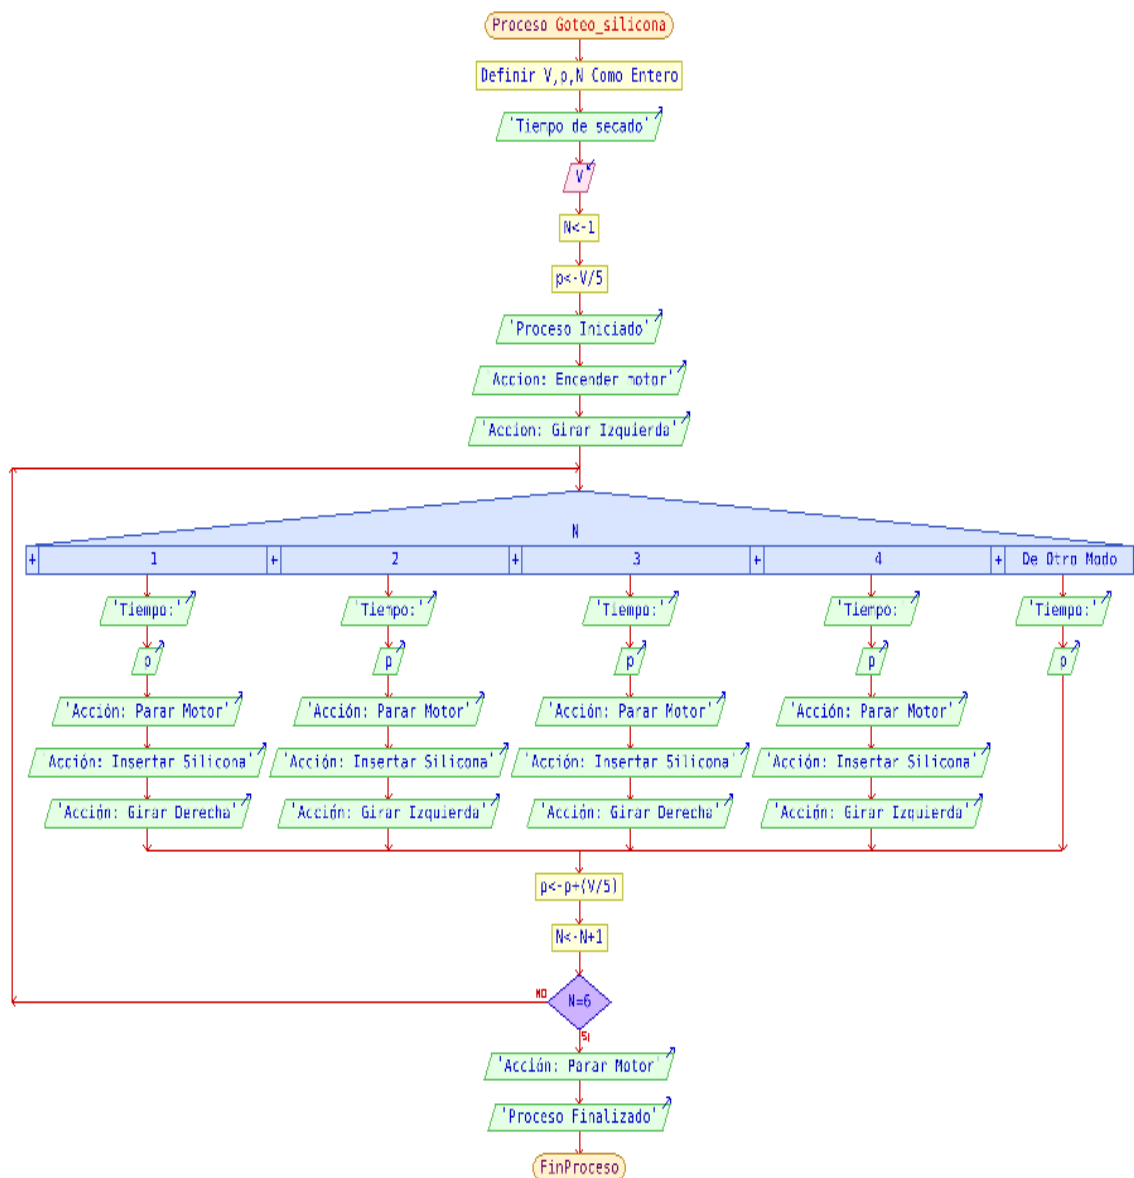 Proceso Goteo_silicona
Definir V,p,N Como Entero
'Tiempo de secado'
V
N<-1
p<-V/5
'Proceso Iniciado'
'Accion: Encender motor'
'Accion: Girar Izquierda'
N
+ 1 + 2 + 3 + 4 + De Otro Modo
'Tiempo:' 'Tiempo:' 'Tiempo:' 'Tiempo:' 'Tiempo:'
p p p p p
'Acción: Parar Motor' 'Acción: Parar Motor' 'Acción: Parar Motor' 'Acción: Parar Motor'
'Acción: Insertar Silicona' 'Acción: Insertar Silicona' 'Acción: Insertar Silicona' 'Acción: Insertar Silicona'
'Acción: Girar Derecha' 'Acción: Girar Izquierda' 'Acción: Girar Derecha' 'Acción: Girar Izquierda'
p<-p+(V/5)
N<-N+1
NO N=6
SI
'Acción: Parar Motor'
'Proceso Finalizado'
FinProceso